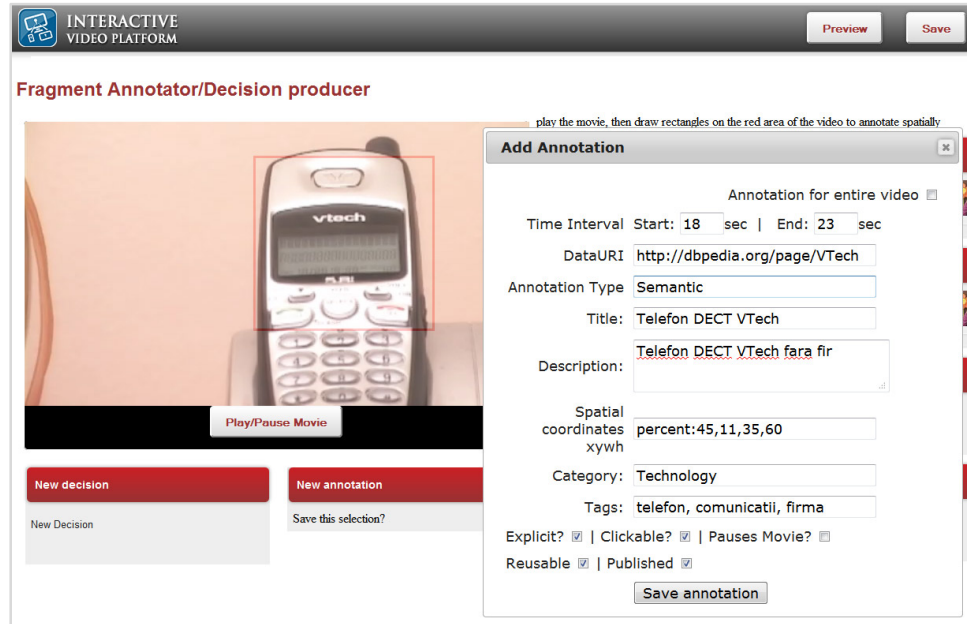 INTERACTIVE
VIDEO PLATFORM
Preview
Save
Fragment Annotator/Decision producer
play the movie, then draw rectangles on the red area of the video to annotate spatially
vtech
Play/Pause Movie
New decision
New Decision
New annotation
Save this selection?
Add Annotation
Annotation for entire video
Time Interval Start: 18 sec | End: 23 sec
DataURI http://dbpedia.org/page/VTech
Annotation Type Semantic
Title: Telefon DECT VTech
Description: Telefon DECT VTech fara fir
Spatial
coordinates percent:45,11,35,60
xywh
Category: Technology
Tags: telefon, comunicatii, firma
Explicit? | Clickable? | Pauses Movie?
Reusable | Published
Save annotation